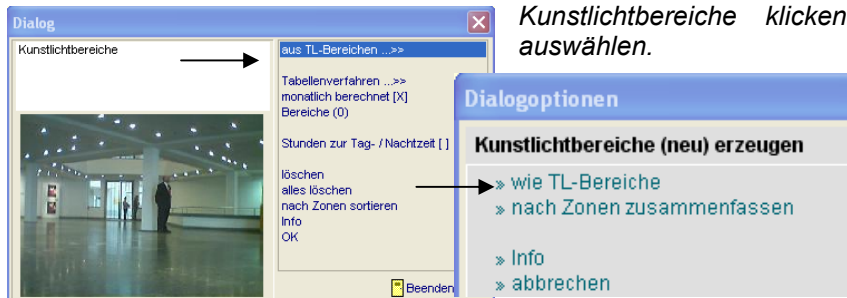 Kunstlichtbereiche klicken
auswählen.
Dialog
Kunstlichtbereiche
aus TL-Bereichen ...>>
Tabellenverfahren ...>>
monatlich berechnet [X]
Bereiche (0)
Stunden zur Tag- / Nachtzeit [ ]
löschen
alles löschen
nach Zonen sortieren
Info
OK
Beenden
Dialogoptionen
Kunstlichtbereiche (neu) erzeugen
» wie TL-Bereiche
» nach Zonen zusammenfassen
» Info
» abbrechen